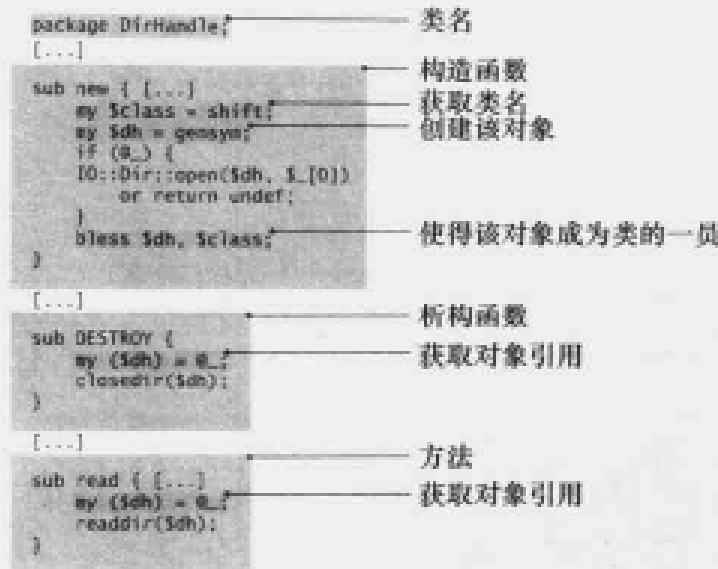 package DirHandle;
类名
[...]
构造函数
sub new { [...]
my $class = shift;
获取类名
my $dh = gensym;
创建该对象
if (@_) {
IO::Dir::open($dh, $_[0])
or return undef;
}
bless $dh, $class;
使得该对象成为类的一员
}
[...]
析构函数
sub DESTROY {
my ($dh) = @_;
获取对象引用
closedir($dh);
}
[...]
方法
sub read { [...]
my ($dh) = @_;
获取对象引用
readdir($dh);
}